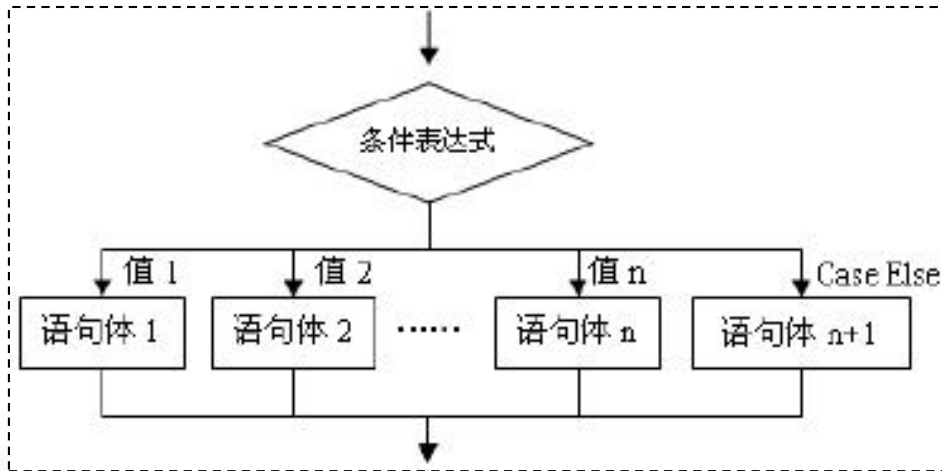 条件表达式
值 1
值 2
值 n
Case Else
语句体 1
语句体 2
······
语句体 n
语句体 n+1